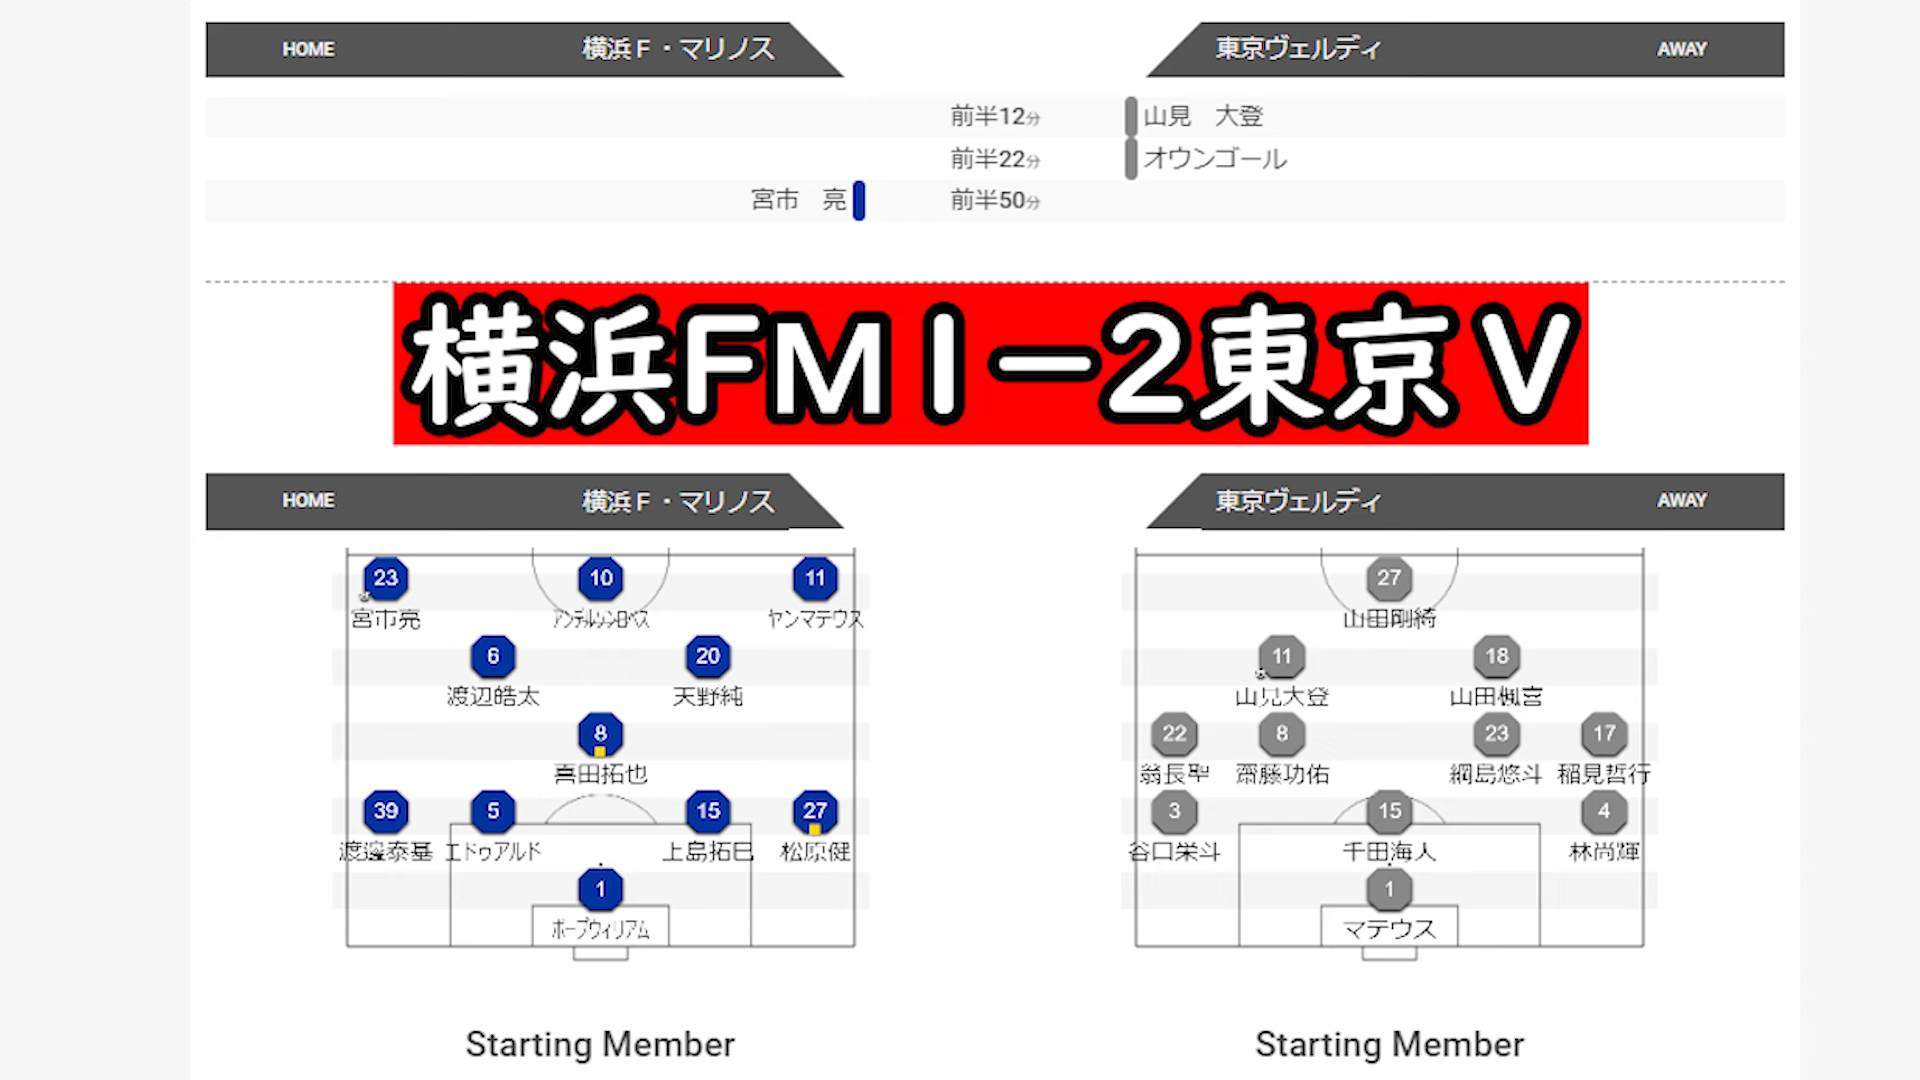 HOME 横浜Ｆ・マリノス 東京ヴェルディ AWAY
前半12分 山見　大登
前半22分 オウンゴール
宮市　亮 前半50分
横浜FM1－2東京V
HOME 横浜Ｆ・マリノス 東京ヴェルディ AWAY
23 10 11 27
宮市亮 アンデルソンロペス ヤンマテウス 山田剛綺
6 20 11 18
渡辺皓太 天野純 山見大登 山田楓喜
8 22 8 23 17
喜田拓也 翁長聖 齋藤功佑 綱島悠斗 稲見哲行
39 5 15 27 3 15 4
渡邊泰基 エドゥアルド 上島拓巳 松原健 谷口栄斗 千田海人 林尚輝
1 1
ポープウィリアム マテウス
Starting Member Starting Member